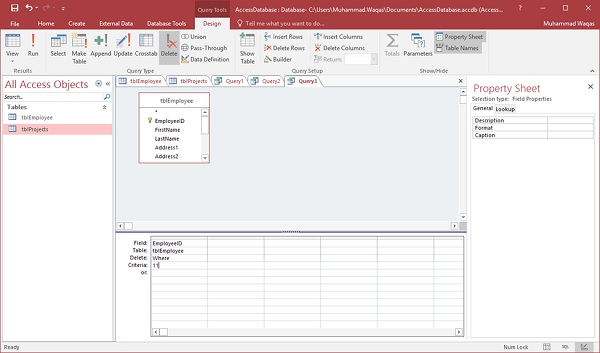 Query Tools
AccessDatabase : Database- C:\Users\Muhammad.Waqas\Documents\AccessDatabase.accdb (Access...
File Home Create External Data Database Tools Design Tell me what you want to do... Muhammad Waqas
View Run Select Make Table Append Update Crosstab Delete
Union
Pass-Through
Data Definition
Show Table
Insert Rows
Delete Rows
Builder
Insert Columns
Delete Columns
Return:
Totals Parameters
Property Sheet
Table Names
Results Query Type Query Setup Show/Hide
All Access Objects
Search...
Tables
tblEmployee
tblProjects
tblEmployee tblProjects Query1 Query2 Query3
tblEmployee
*
EmployeeID
FirstName
LastName
Address1
Address2
Field: EmployeeID
Table: tblEmployee
Delete: Where
Criteria: 11
or:
Property Sheet
Selection type: Field Properties
General Lookup
Description
Format
Caption
Ready Num Lock SQL